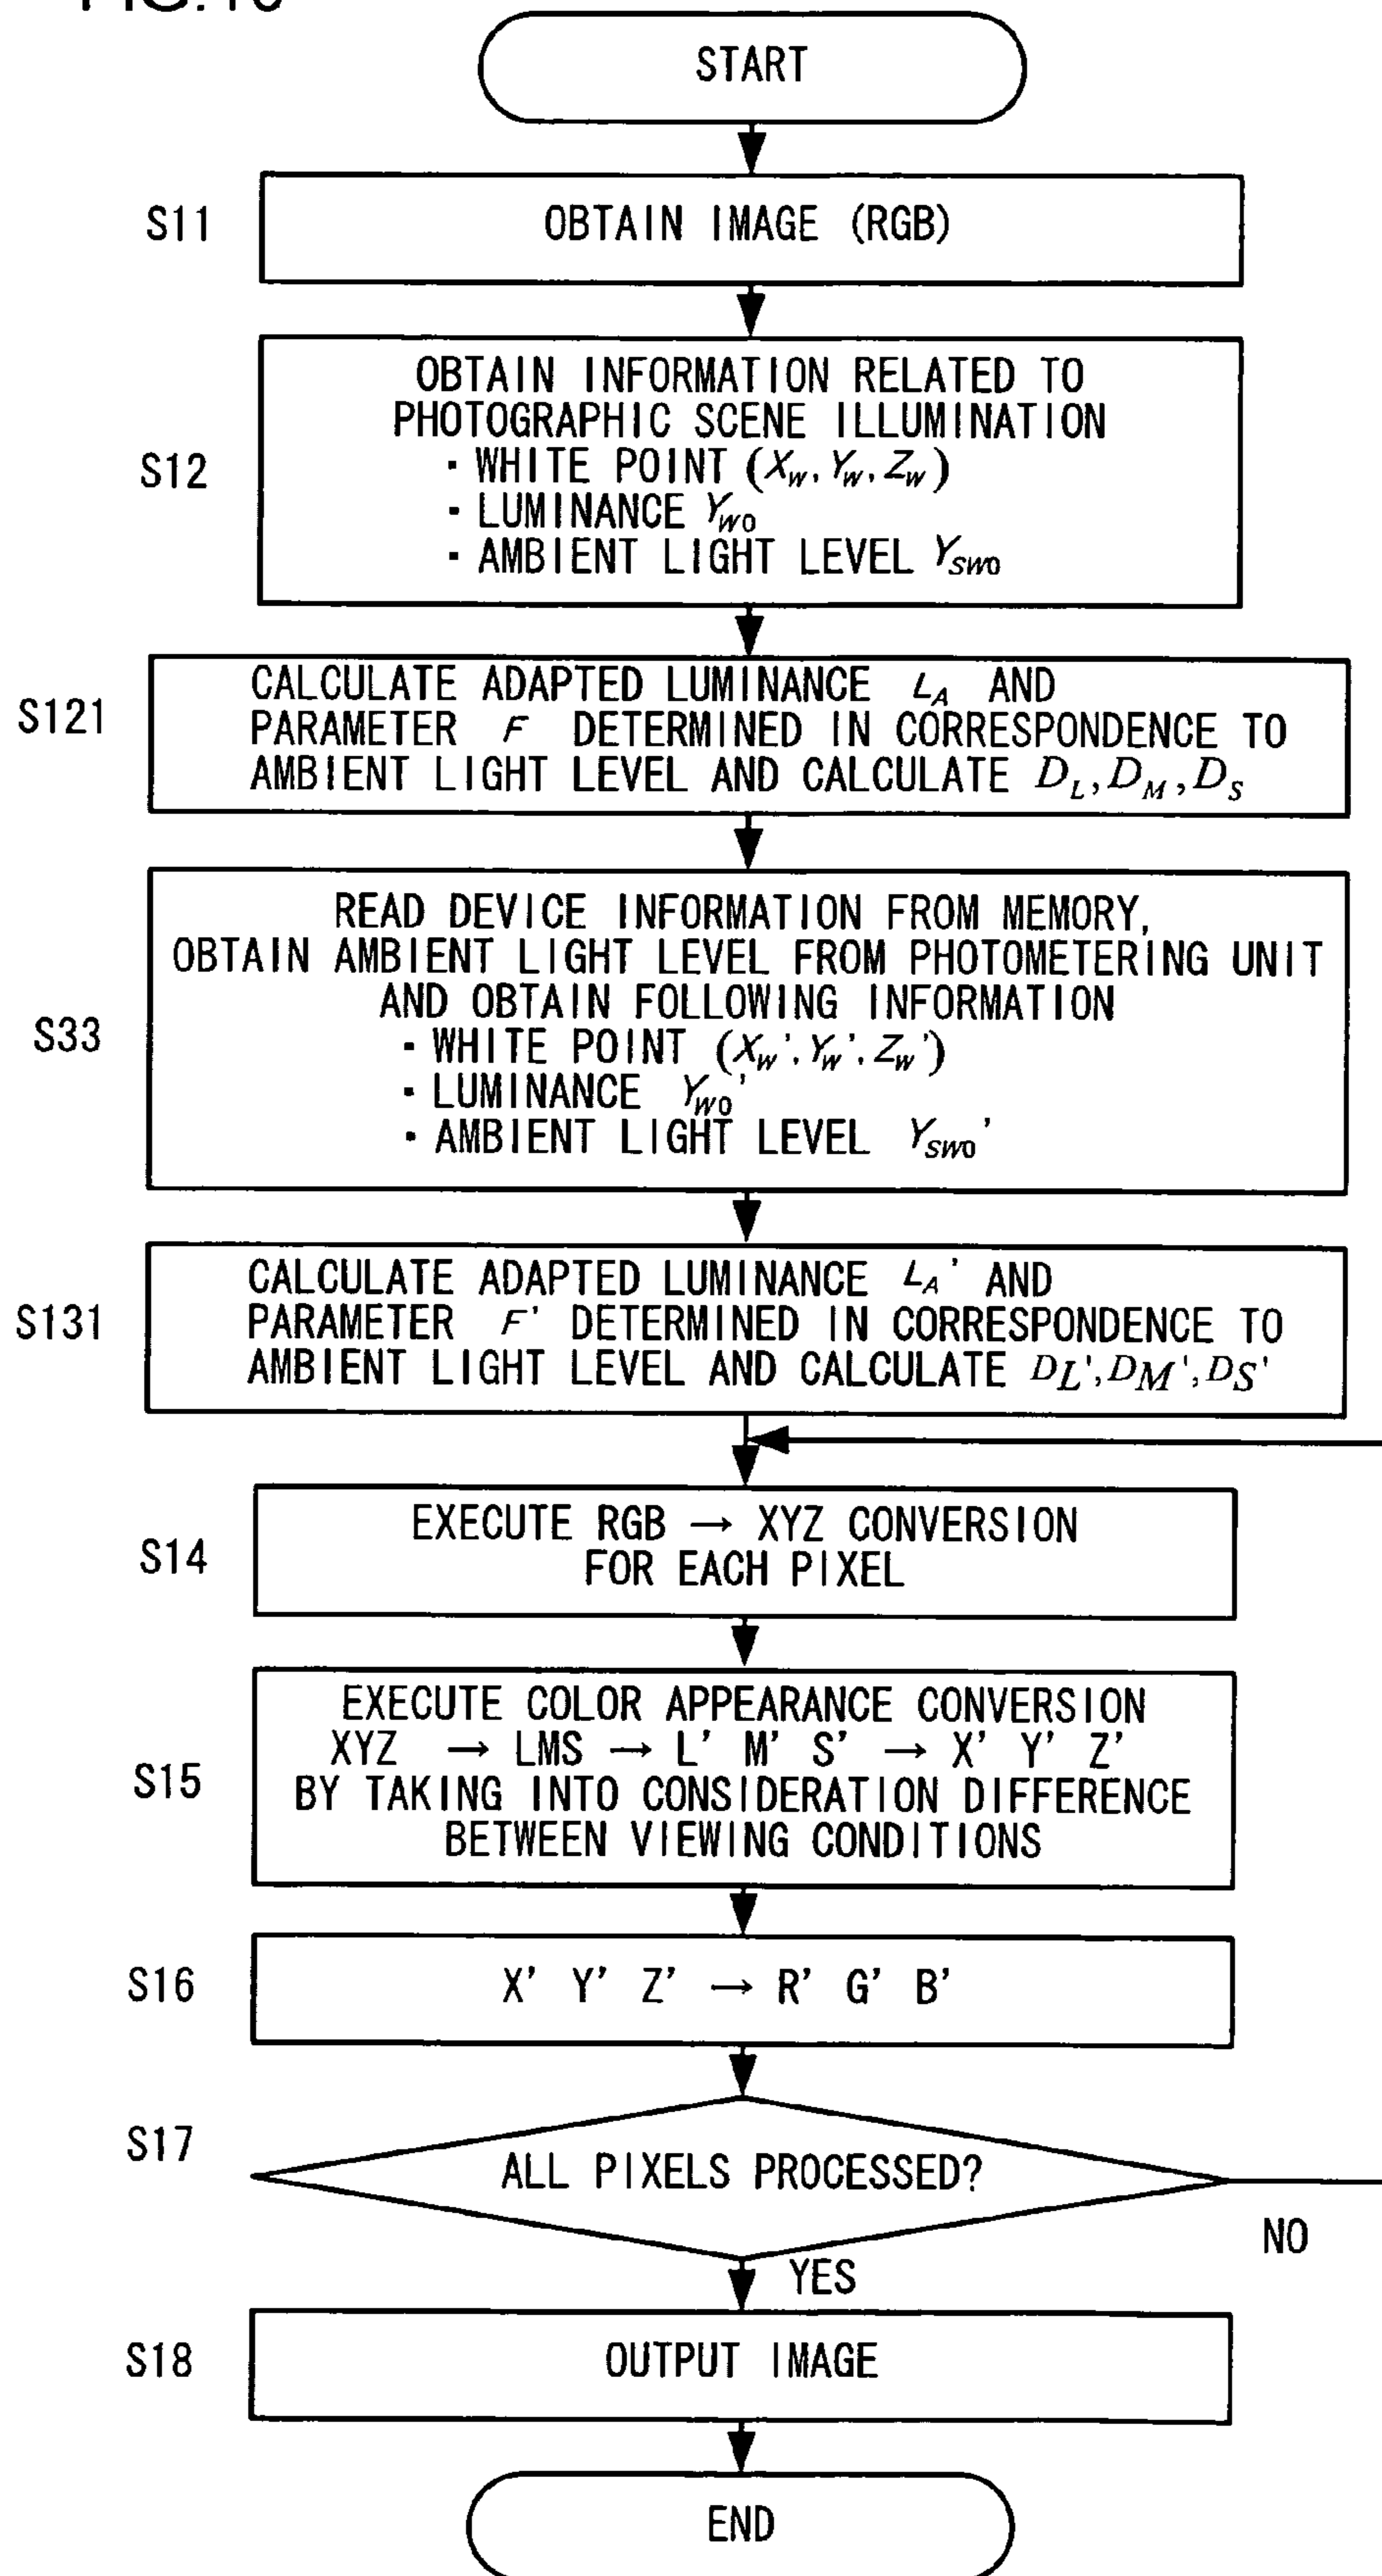 START
S11
OBTAIN IMAGE (RGB)
S12
OBTAIN INFORMATION RELATED TO
PHOTOGRAPHIC SCENE ILLUMINATION
· WHITE POINT (Xw, Yw, Zw)
· LUMINANCE Yw0
· AMBIENT LIGHT LEVEL Ysw0
S121
CALCULATE ADAPTED LUMINANCE LA AND
PARAMETER F DETERMINED IN CORRESPONDENCE TO
AMBIENT LIGHT LEVEL AND CALCULATE DL, DM, DS
S33
READ DEVICE INFORMATION FROM MEMORY,
OBTAIN AMBIENT LIGHT LEVEL FROM PHOTOMETERING UNIT
AND OBTAIN FOLLOWING INFORMATION
· WHITE POINT (Xw', Yw', Zw')
· LUMINANCE Yw0'
· AMBIENT LIGHT LEVEL Ysw0'
S131
CALCULATE ADAPTED LUMINANCE LA' AND
PARAMETER F' DETERMINED IN CORRESPONDENCE TO
AMBIENT LIGHT LEVEL AND CALCULATE DL', DM', DS'
S14
EXECUTE RGB → XYZ CONVERSION
FOR EACH PIXEL
S15
EXECUTE COLOR APPEARANCE CONVERSION
XYZ → LMS → L' M' S' → X' Y' Z'
BY TAKING INTO CONSIDERATION DIFFERENCE
BETWEEN VIEWING CONDITIONS
S16
X' Y' Z' → R' G' B'
S17
ALL PIXELS PROCESSED?
NO
YES
S18
OUTPUT IMAGE
END